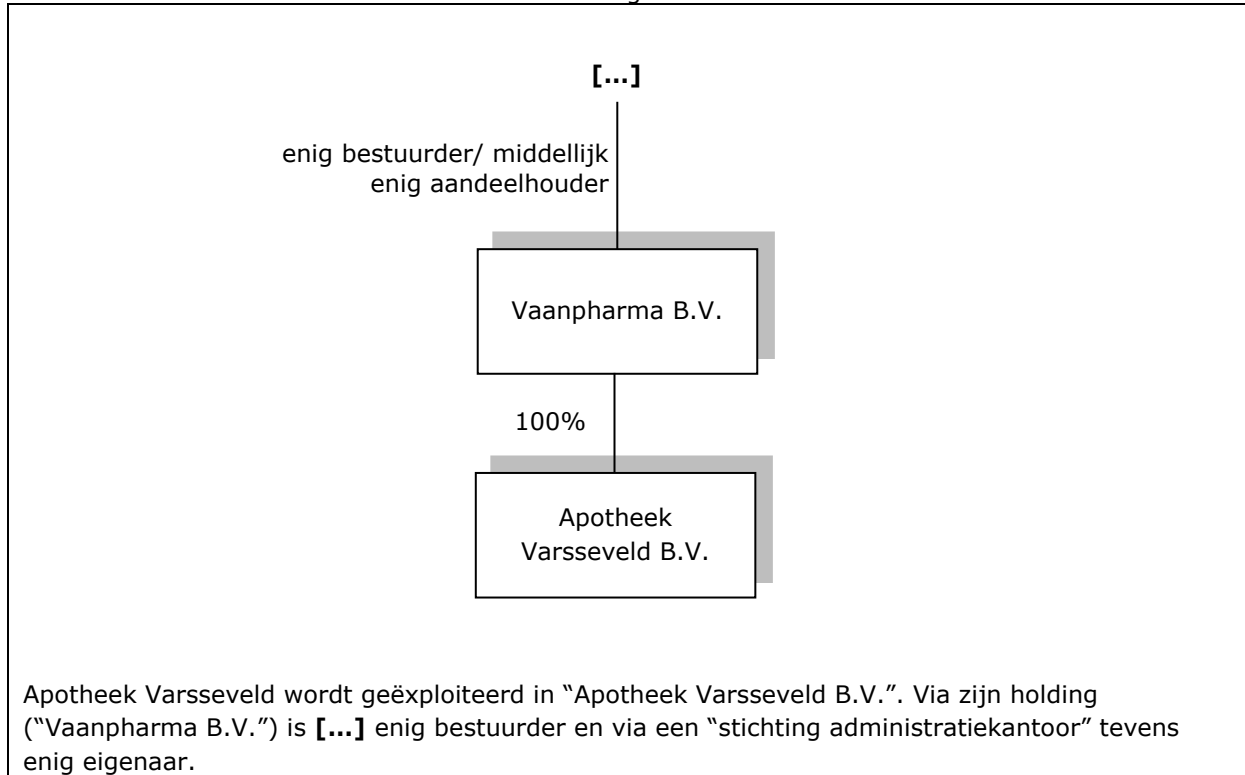 […]
enig bestuurder/ middellijk
enig aandeelhouder
Vaanpharma B.V.
100%
Apotheek
Varsseveld B.V.
Apotheek Varsseveld wordt geëxploiteerd in “Apotheek Varsseveld B.V.”. Via zijn holding
(“Vaanpharma B.V.”) is […] enig bestuurder en via een “stichting administratiekantoor” tevens
enig eigenaar.